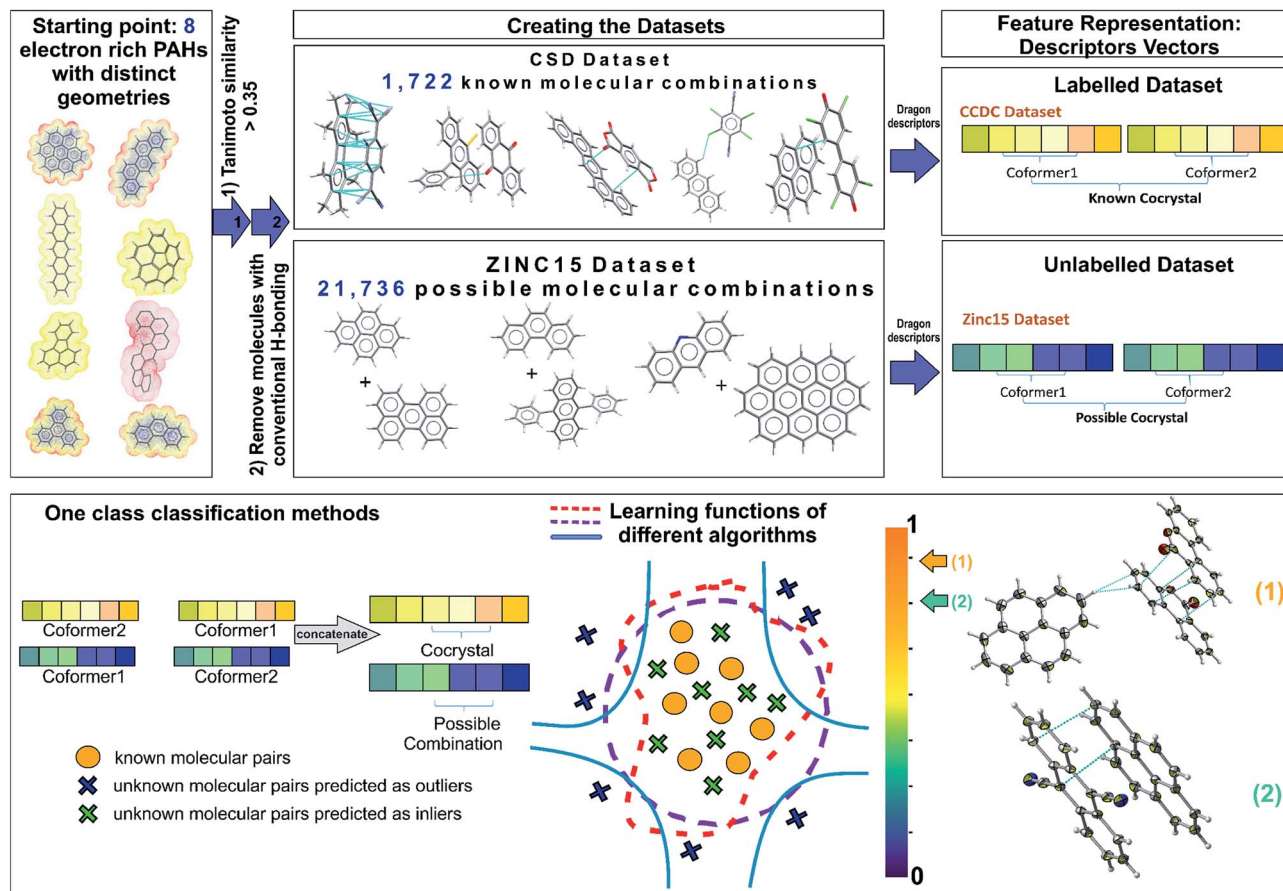 Starting point: 8
electron rich PAHs
with distinct
geometries
1) Tanimoto similarity
> 0.35
1
2
2) Remove molecules with
conventional H-bonding
Creating the Datasets
CSD Dataset
1,722 known molecular combinations
ZINC15 Dataset
21,736 possible molecular combinations
+
+
+
Dragon
descriptors
Dragon
descriptors
Feature Representation:
Descriptors Vectors
Labelled Dataset
CCDC Dataset
Coformer1
Coformer2
Known Cocrystal
Unlabelled Dataset
Zinc15 Dataset
Coformer1
Coformer2
Possible Cocrystal
One class classification methods
Coformer2
Coformer1
Coformer1
Coformer2
concatenate
Cocrystal
Possible
Combination
known molecular pairs
unknown molecular pairs predicted as outliers
unknown molecular pairs predicted as inliers
Learning functions of
different algorithms
1
0
(1)
(2)
(1)
(2)